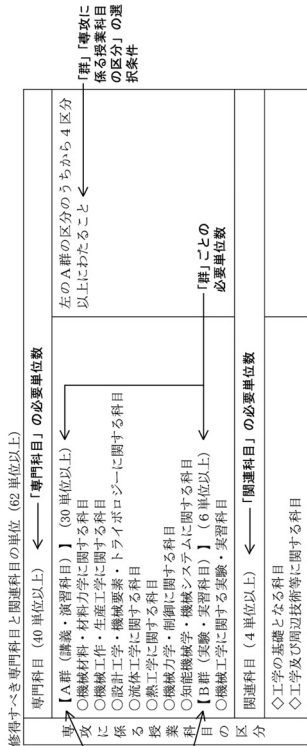 修得すべき専門科目と関連科目の単位（62単位以上）
専門科目（40単位以上）
「専門科目」の必要単位数
【A群（講義・演習科目）】（30単位以上）
○機械材料・材料力学に関する科目
○機械工作・生産工学に関する科目
○設計工学・機械要素・トライボロジーに関する科目
○流体工学に関する科目
○熱工学に関する科目
○機械力学・制御に関する科目
○知能機械学・機械システムに関する科目
【B群（実験・実習科目）】（6単位以上）
○機械工学に関する実験・実習科目
左のA群の区分のうちから4区分
以上にわたること
「群」「専攻に
係る授業科目
の区分」の選
択条件
「群」ごとの
必要単位数
関連科目（4単位以上）
「関連科目」の必要単位数
◇工学の基礎となる科目
◇工学及び周辺技術等に関する科目
専攻に係る授業科目の区分